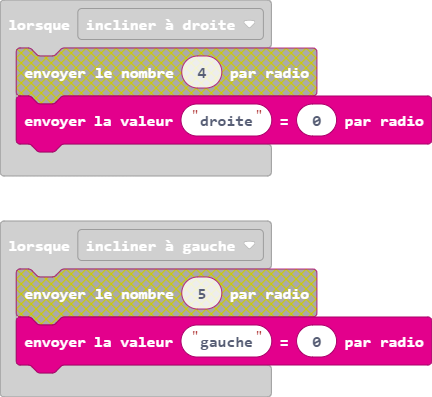 lorsque incliner à droite
envoyer le nombre 4 par radio
envoyer la valeur "droite" = 0 par radio
lorsque incliner à gauche
envoyer le nombre 5 par radio
envoyer la valeur "gauche" = 0 par radio